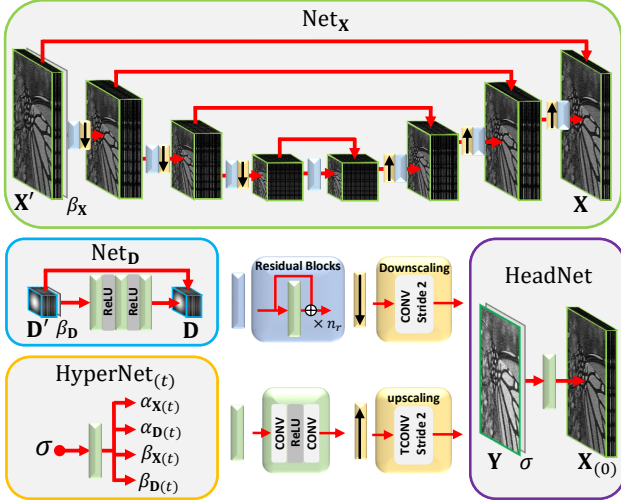 Net_X
X′
β_X
X
Net_D
ReLU
ReLU
D′
β_D
D
Residual Blocks
× n_r
Downscaling
CONV
Stride 2
HeadNet
Y
σ
X_(0)
HyperNet_(t)
σ
α_X(t)
α_D(t)
β_X(t)
β_D(t)
CONV
ReLU
CONV
upscaling
TCONV
Stride 2